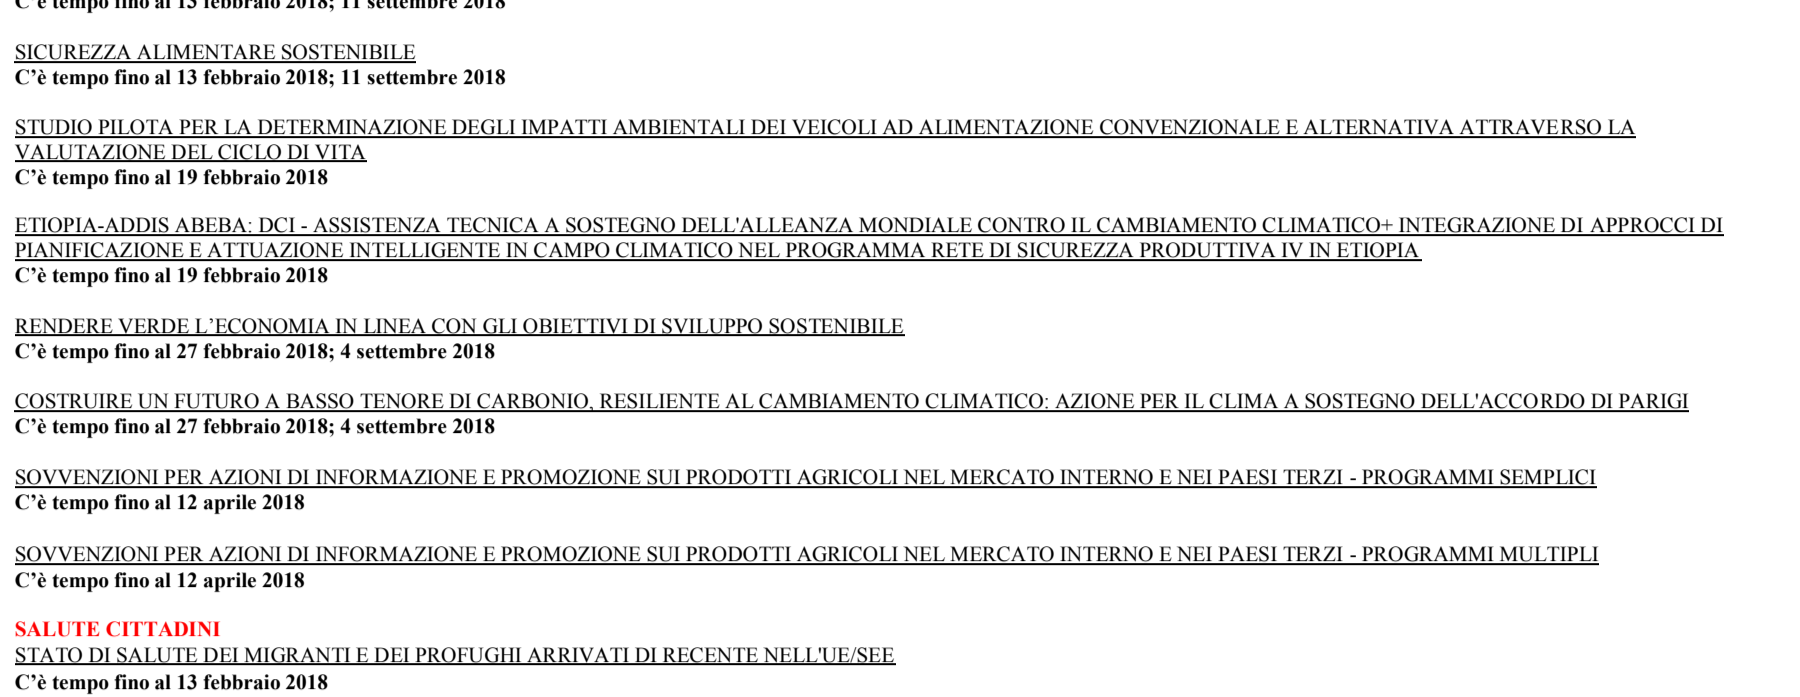 C'è tempo fino al 13 febbraio 2018; 11 settembre 2018
SICUREZZA ALIMENTARE SOSTENIBILE
C'è tempo fino al 13 febbraio 2018; 11 settembre 2018
STUDIO PILOTA PER LA DETERMINAZIONE DEGLI IMPATTI AMBIENTALI DEI VEICOLI AD ALIMENTAZIONE CONVENZIONALE E ALTERNATIVA ATTRAVERSO LA
VALUTAZIONE DEL CICLO DI VITA
C'è tempo fino al 19 febbraio 2018
ETIOPIA-ADDIS ABEBA: DCI - ASSISTENZA TECNICA A SOSTEGNO DELL'ALLEANZA MONDIALE CONTRO IL CAMBIAMENTO CLIMATICO+ INTEGRAZIONE DI APPROCCI DI
PIANIFICAZIONE E ATTUAZIONE INTELLIGENTE IN CAMPO CLIMATICO NEL PROGRAMMA RETE DI SICUREZZA PRODUTTIVA IV IN ETIOPIA
C'è tempo fino al 19 febbraio 2018
RENDERE VERDE L’ECONOMIA IN LINEA CON GLI OBIETTIVI DI SVILUPPO SOSTENIBILE
C'è tempo fino al 27 febbraio 2018; 4 settembre 2018
COSTRUIRE UN FUTURO A BASSO TENORE DI CARBONIO, RESILIENTE AL CAMBIAMENTO CLIMATICO: AZIONE PER IL CLIMA A SOSTEGNO DELL'ACCORDO DI PARIGI
C'è tempo fino al 27 febbraio 2018; 4 settembre 2018
SOVVENZIONI PER AZIONI DI INFORMAZIONE E PROMOZIONE SUI PRODOTTI AGRICOLI NEL MERCATO INTERNO E NEI PAESI TERZI - PROGRAMMI SEMPLICI
C'è tempo fino al 12 aprile 2018
SOVVENZIONI PER AZIONI DI INFORMAZIONE E PROMOZIONE SUI PRODOTTI AGRICOLI NEL MERCATO INTERNO E NEI PAESI TERZI - PROGRAMMI MULTIPLI
C'è tempo fino al 12 aprile 2018
SALUTE CITTADINI
STATO DI SALUTE DEI MIGRANTI E DEI PROFUGHI ARRIVATI DI RECENTE NELL'UE/SEE
C'è tempo fino al 13 febbraio 2018